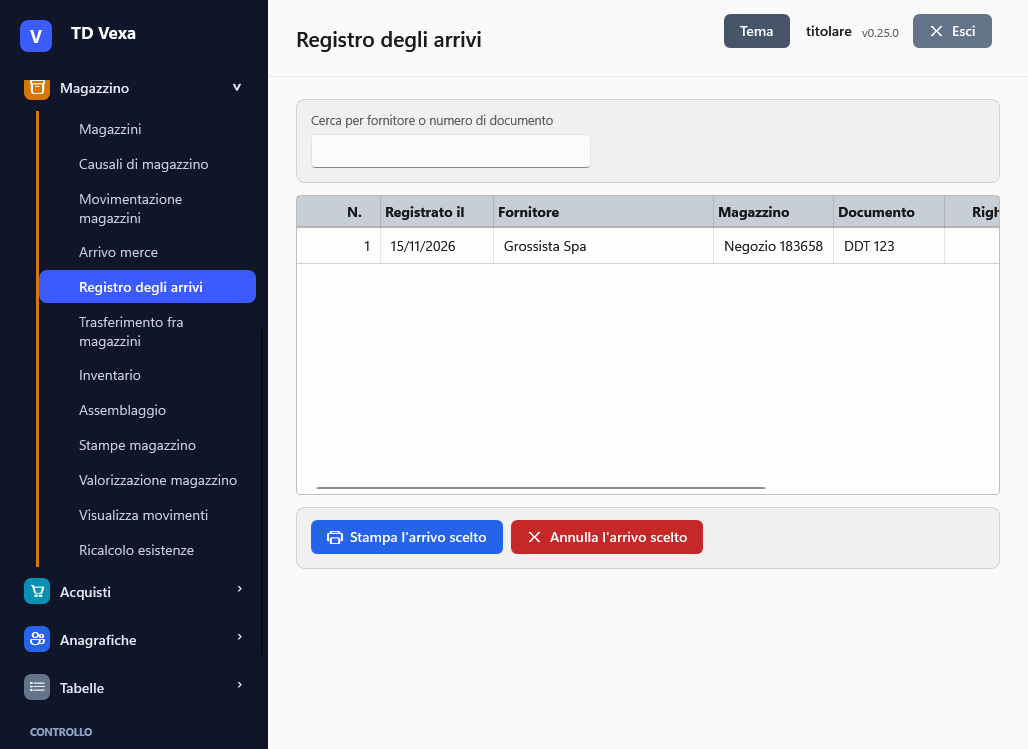 V
TD Vexa
Magazzino
Magazzini
Causali di magazzino
Movimentazione
magazzini
Arrivo merce
Registro degli arrivi
Trasferimento fra
magazzini
Inventario
Assemblaggio
Stampe magazzino
Valorizzazione magazzino
Visualizza movimenti
Ricalcolo esistenze
Acquisti
Anagrafiche
Tabelle
CONTROLLO
Registro degli arrivi
Tema titolare v0.25.0 Esci
Cerca per fornitore o numero di documento
N. Registrato il Fornitore Magazzino Documento Righ
1 15/11/2026 Grossista Spa Negozio 183658 DDT 123
Stampa l'arrivo scelto Annulla l'arrivo scelto